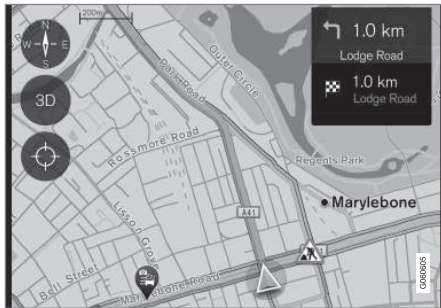 200m
N
W E
S
3D
1.0 km
Lodge Road
1.0 km
Lodge Road
Outer Circle
Park Road
Rossmore Road
Regents Park
Lisson Grove
Marylebone
A41
Bell Street
Marylebone Road
G060605